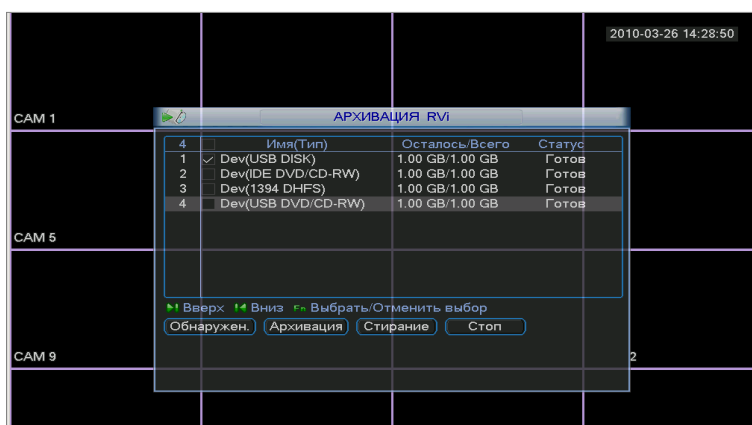 2010-03-26 14:28:50
CAM 1
АРХИВАЦИЯ RVi
4 Имя(Тип) Осталось/Всего Статус
1 Dev(USB DISK) 1.00 GB/1.00 GB Готов
2 Dev(IDE DVD/CD-RW) 1.00 GB/1.00 GB Готов
3 Dev(1394 DHFS) 1.00 GB/1.00 GB Готов
4 Dev(USB DVD/CD-RW) 1.00 GB/1.00 GB Готов
CAM 5
Вверх Вниз Fn Выбрать/Отменить выбор
Обнаружен. Архивация Стирание Стоп
CAM 9 2